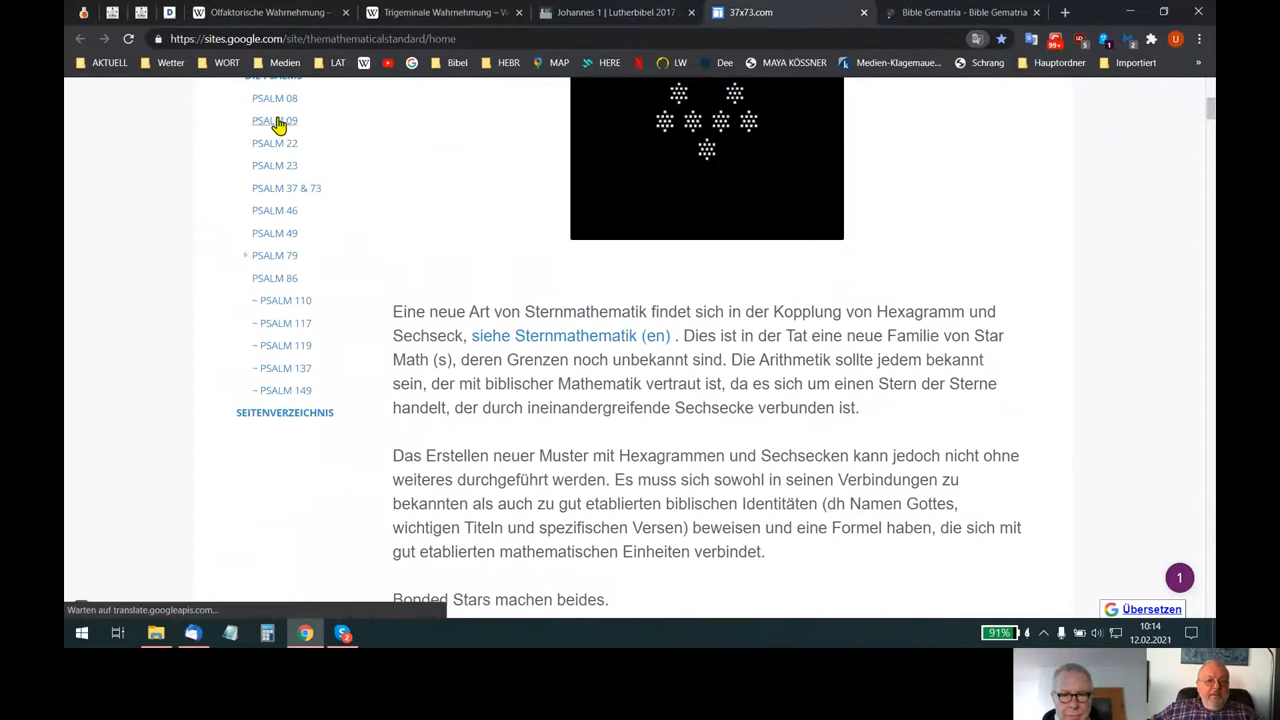 Olfaktorische Wahrnehmung –
Trigeminale Wahrnehmung – W
Johannes 1 | Lutherbibel 2017
37x73.com
Bible Gematria - Bible Gematria
https://sites.google.com/site/themathematicalstandard/home
AKTUELL
Wetter
WORT
Medien
LAT
Bibel
HEBR
MAP
HERE
LW
Dee
MAYA KÖSSNER
Medien-Klagemaue...
Schrang
Hauptordner
Importiert
PSALM 08
PSALM 09
PSALM 22
PSALM 23
PSALM 37 & 73
PSALM 46
PSALM 49
PSALM 79
PSALM 86
~ PSALM 110
~ PSALM 117
~ PSALM 119
~ PSALM 137
~ PSALM 149
SEITENVERZEICHNIS
Eine neue Art von Sternmathematik findet sich in der Kopplung von Hexagramm und
Sechseck, siehe Sternmathematik (en) . Dies ist in der Tat eine neue Familie von Star
Math (s), deren Grenzen noch unbekannt sind. Die Arithmetik sollte jedem bekannt
sein, der mit biblischer Mathematik vertraut ist, da es sich um einen Stern der Sterne
handelt, der durch ineinandergreifende Sechsecke verbunden ist.
Das Erstellen neuer Muster mit Hexagrammen und Sechsecken kann jedoch nicht ohne
weiteres durchgeführt werden. Es muss sich sowohl in seinen Verbindungen zu
bekannten als auch zu gut etablierten biblischen Identitäten (dh Namen Gottes,
wichtigen Titeln und spezifischen Versen) beweisen und eine Formel haben, die sich mit
gut etablierten mathematischen Einheiten verbindet.
Bonded Stars machen beides.
1
Übersetzen
Warten auf translate.googleapis.com...
91%
10:14
12.02.2021